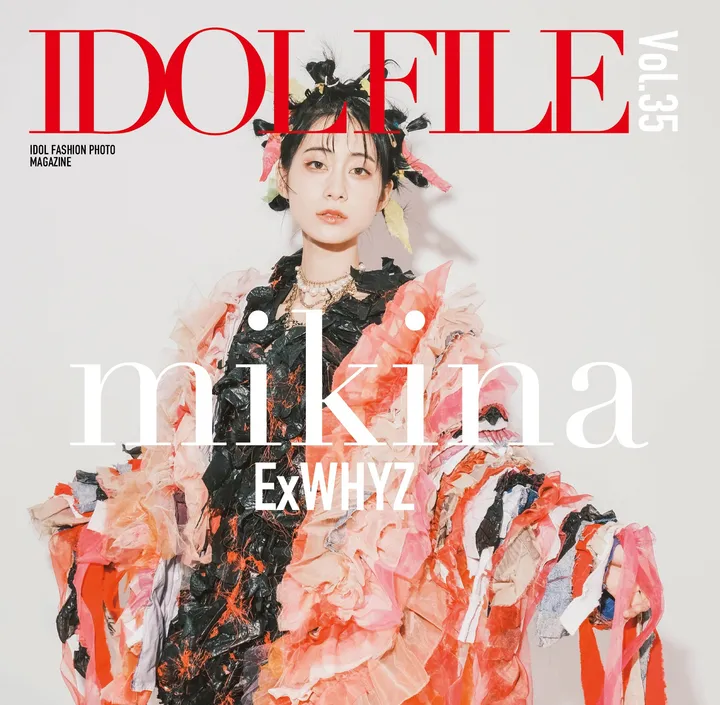 IDOL FILE
Vol.35
IDOL FASHION PHOTO
MAGAZINE
mikina
ExWHYZ